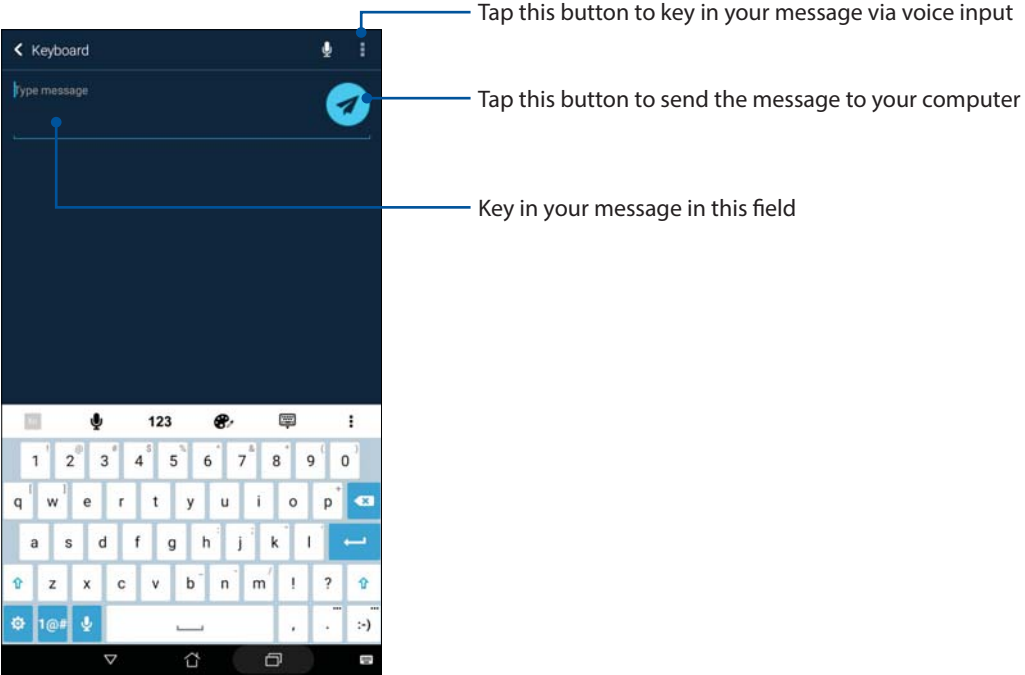 Tap this button to key in your message via voice input
Keyboard
Type message
Tap this button to send the message to your computer
Key in your message in this field
123
1 ! 2 @ 3 # 4 $ 5 % 6 ^ 7 & 8 * 9 ( 0 )
q [ w ] e r t y u i o p +
a s d f g h : j ; k " l '
z x c v b _ n - m / ! ?
1@# , . ... :-) ...